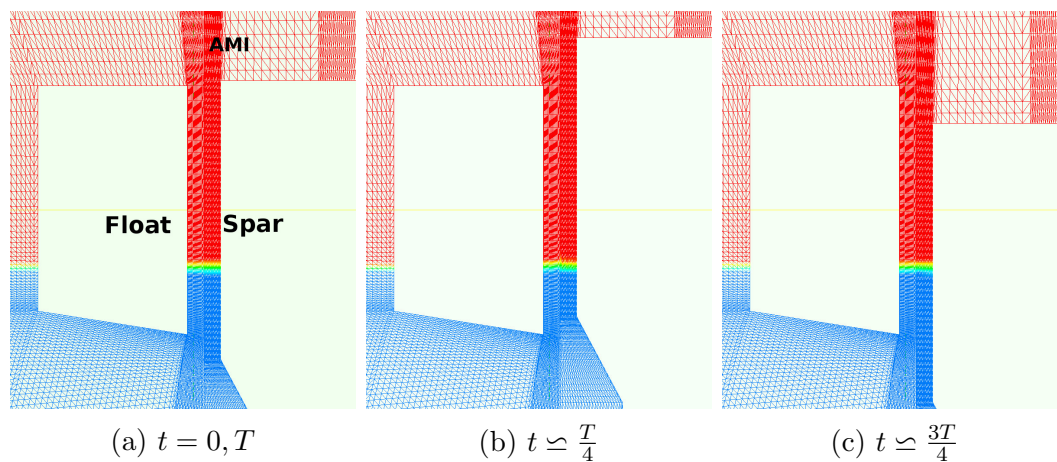 AMI
Float
Spar
(a) t = 0, T
(b) t ≃ T/4
(c) t ≃ 3T/4